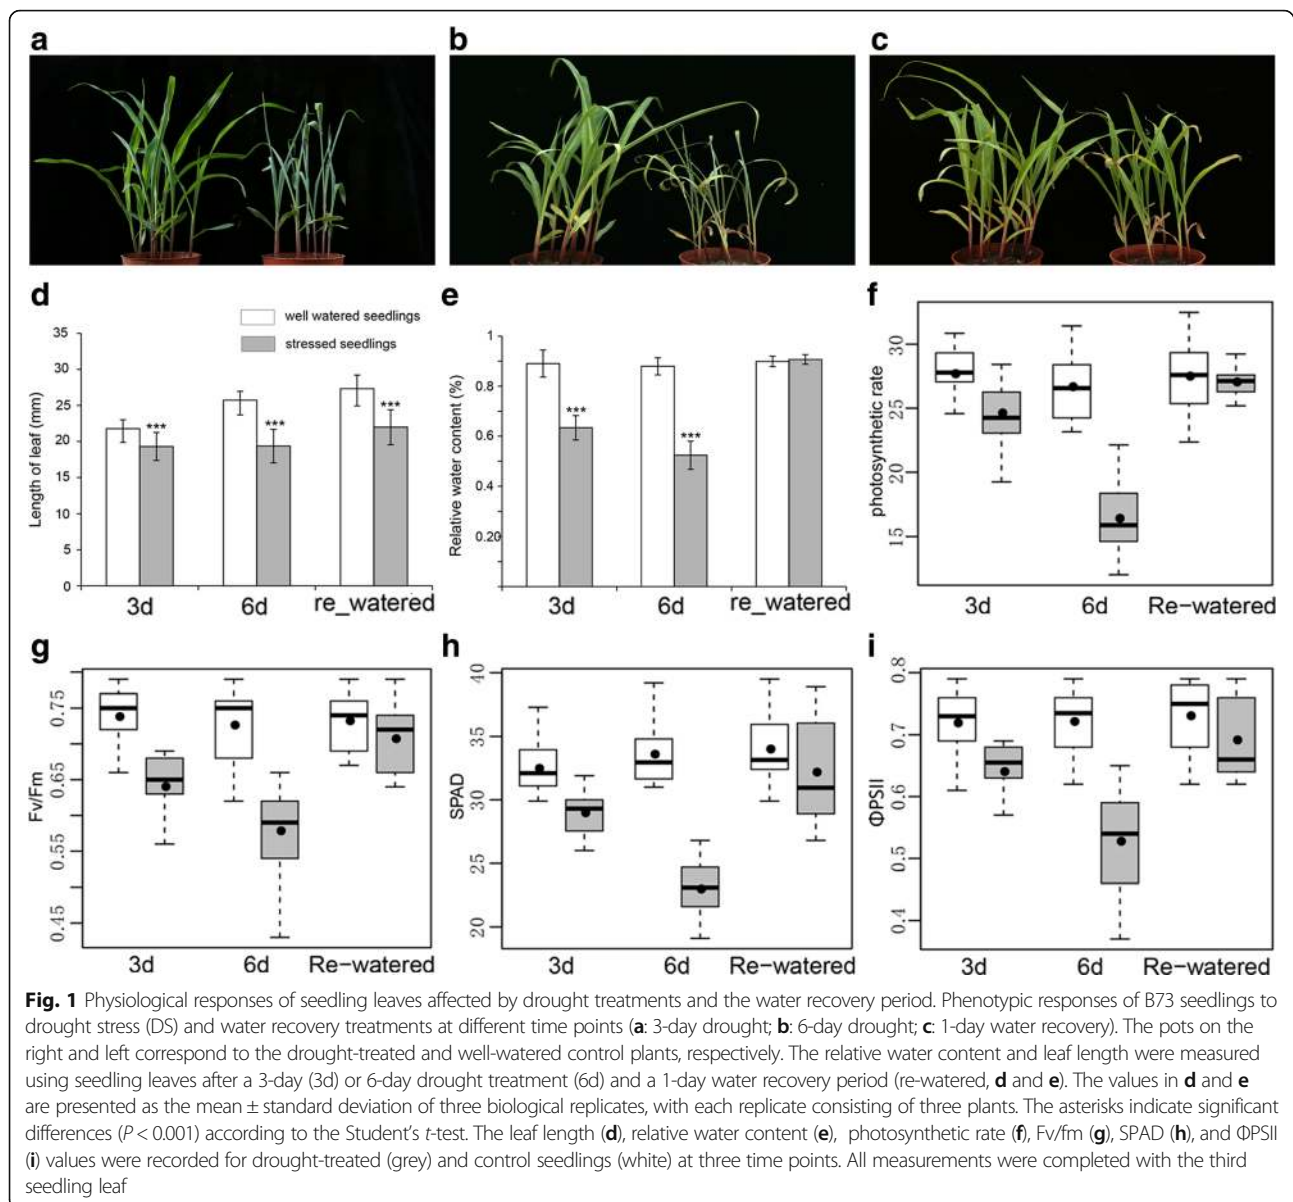 a
b
c
d
well watered seedlings
stressed seedlings
Length of leaf (mm)
35
30
25
20
15
10
5
0
***
***
***
3d
6d
re_watered
e
Relative water content (%)
1
0.8
0.6
0.4
0.20
***
***
3d
6d
re_watered
f
photosynthetic rate
30
25
20
15
3d
6d
Re-watered
g
Fv/Fm
0.75
0.65
0.55
0.45
3d
6d
Re-watered
h
SPAD
40
35
30
25
20
3d
6d
Re-watered
i
ΦPSII
0.8
0.7
0.6
0.5
0.4
3d
6d
Re-watered
Fig. 1 Physiological responses of seedling leaves affected by drought treatments and the water recovery period. Phenotypic responses of B73 seedlings to
drought stress (DS) and water recovery treatments at different time points (a: 3-day drought; b: 6-day drought; c: 1-day water recovery). The pots on the
right and left correspond to the drought-treated and well-watered control plants, respectively. The relative water content and leaf length were measured
using seedling leaves after a 3-day (3d) or 6-day drought treatment (6d) and a 1-day water recovery period (re-watered, d and e). The values in d and e
are presented as the mean ± standard deviation of three biological replicates, with each replicate consisting of three plants. The asterisks indicate significant
differences (P < 0.001) according to the Student's t-test. The leaf length (d), relative water content (e), photosynthetic rate (f), Fv/fm (g), SPAD (h), and ΦPSII
(i) values were recorded for drought-treated (grey) and control seedlings (white) at three time points. All measurements were completed with the third
seedling leaf